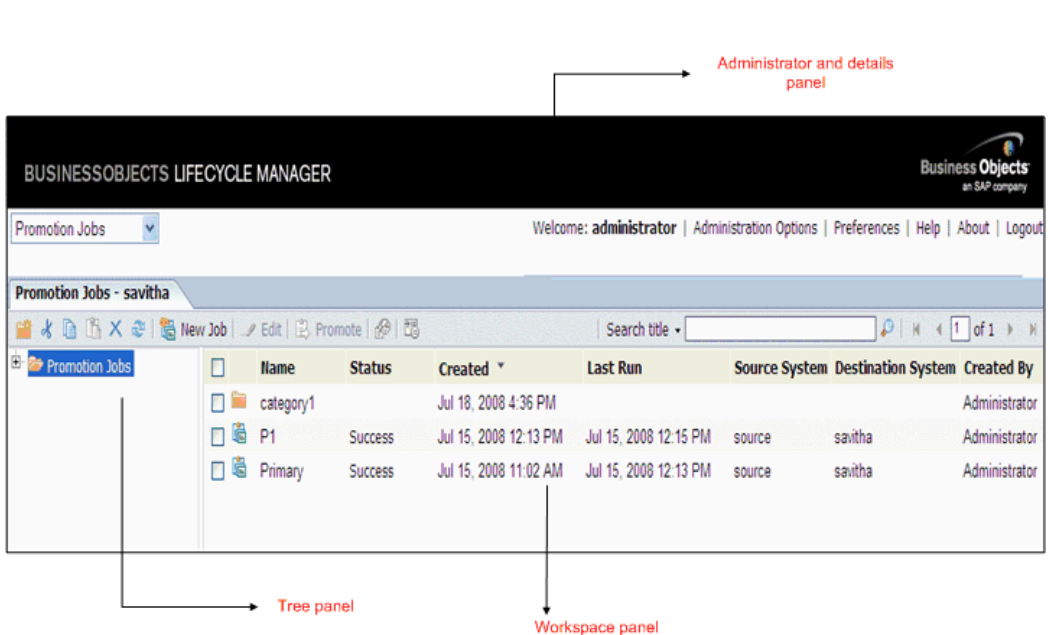 Administrator and details
panel
BUSINESSOBJECTS LIFECYCLE MANAGER
Business Objects
an SAP company
Promotion Jobs
Welcome: administrator | Administration Options | Preferences | Help | About | Logout
Promotion Jobs - savitha
New Job | Edit | Promote | Search title 1 of 1
Promotion Jobs
Name Status Created Last Run Source System Destination System Created By
category1 Jul 18, 2008 4:36 PM Administrator
P1 Success Jul 15, 2008 12:13 PM Jul 15, 2008 12:15 PM source savitha Administrator
Primary Success Jul 15, 2008 11:02 AM Jul 15, 2008 12:13 PM source savitha Administrator
Tree panel
Workspace panel